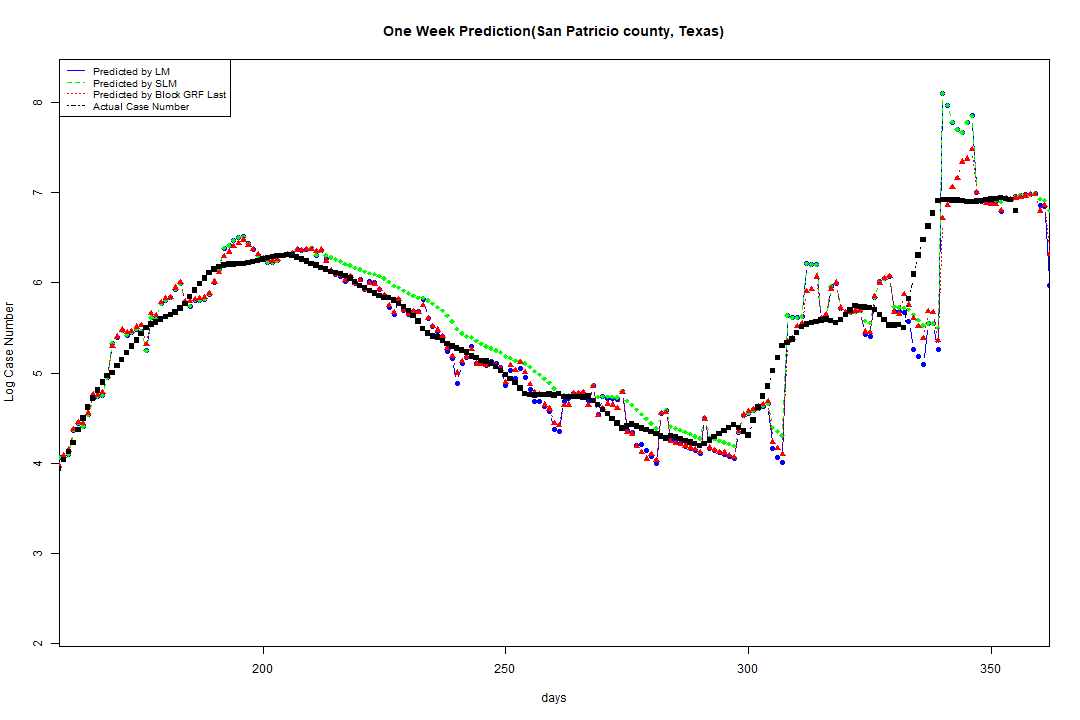 One Week Prediction(San Patricio county, Texas)
Predicted by LM
Predicted by SLM
Predicted by Block GRF Last
Actual Case Number
8
7
6
5
4
3
2
Log Case Number
200 250 300 350
days